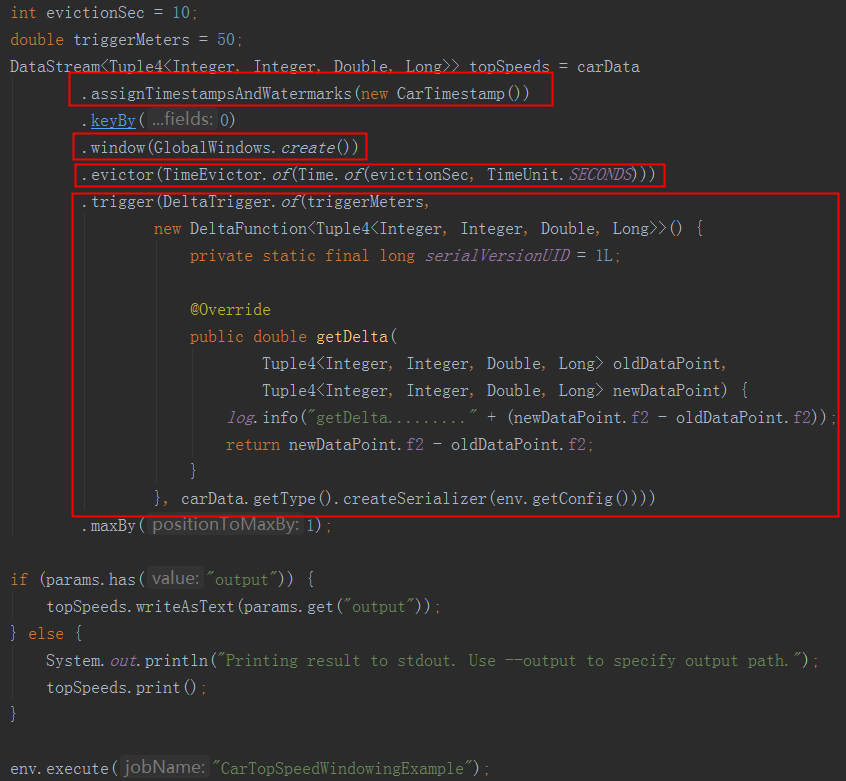 int evictionSec = 10;
double triggerMeters = 50;
DataStream<Tuple4<Integer, Integer, Double, Long>> topSpeeds = carData
.assignTimestampsAndWatermarks(new CarTimestamp())
.keyBy( ...fields: 0)
.window(GlobalWindows.create())
.evictor(TimeEvictor.of(Time.of(evictionSec, TimeUnit.SECONDS)))
.trigger(DeltaTrigger.of(triggerMeters,
new DeltaFunction<Tuple4<Integer, Integer, Double, Long>>() {
private static final long serialVersionUID = 1L;
@Override
public double getDelta(
Tuple4<Integer, Integer, Double, Long> oldDataPoint,
Tuple4<Integer, Integer, Double, Long> newDataPoint) {
log.info("getDelta........." + (newDataPoint.f2 - oldDataPoint.f2));
return newDataPoint.f2 - oldDataPoint.f2;
}
}, carData.getType().createSerializer(env.getConfig())))
.maxBy( positionToMaxBy: 1);
if (params.has( value: "output")) {
topSpeeds.writeAsText(params.get("output"));
} else {
System.out.println("Printing result to stdout. Use --output to specify output path.");
topSpeeds.print();
}
env.execute( jobName: "CarTopSpeedWindowingExample");